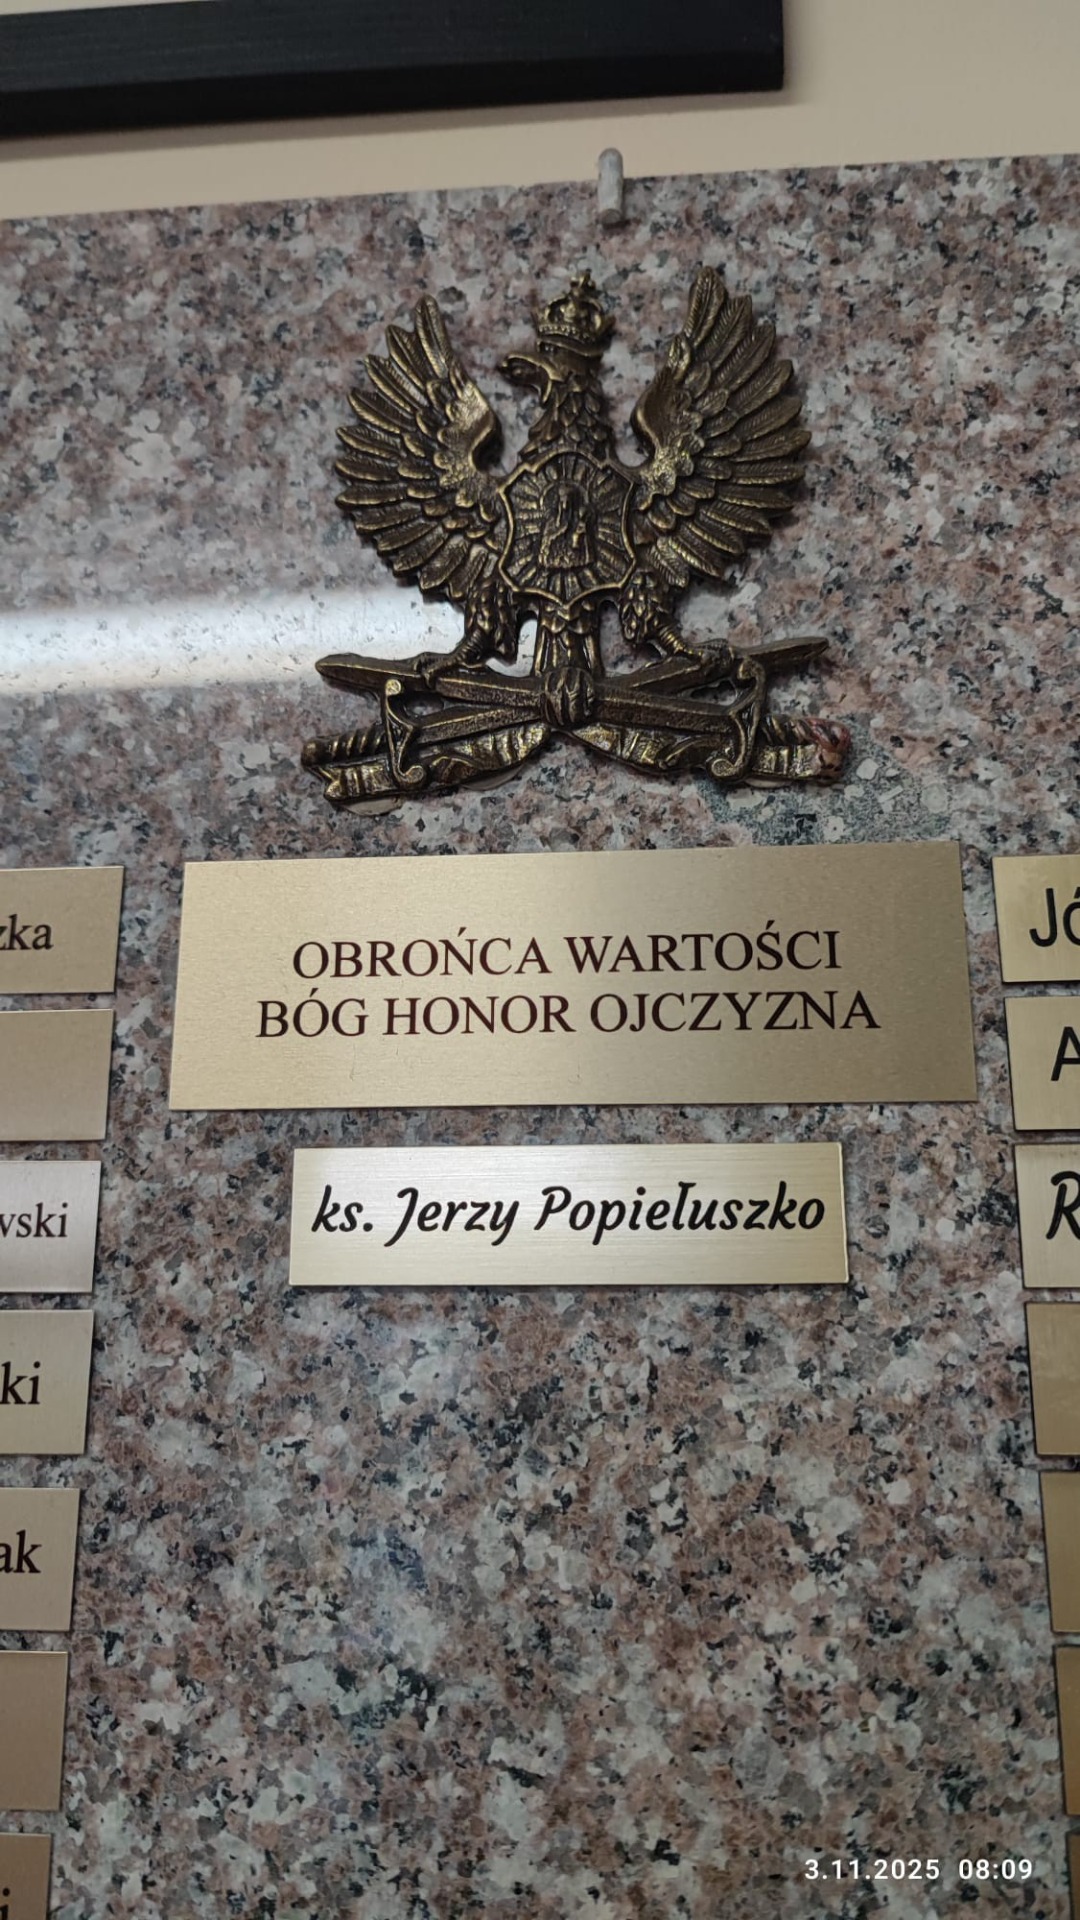 OBROŃCA WARTOŚCI
BÓG HONOR OJCZYZNA
ks. Jerzy Popiełuszko
3.11.2025 08:09